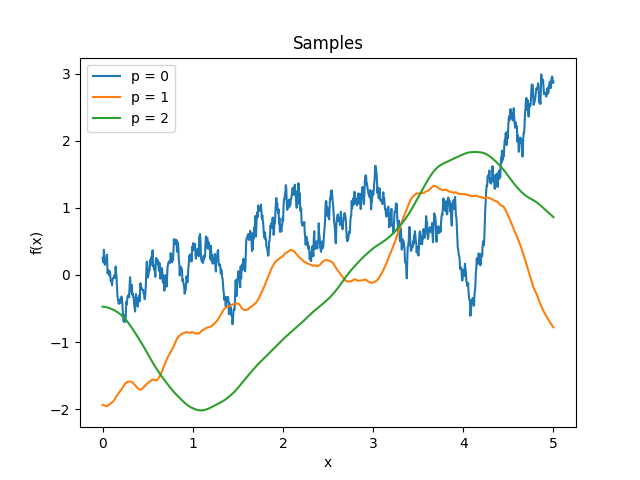 Samples
p = 0
p = 1
p = 2
f(x)
3
2
1
0
−1
−2
0 1 2 3 4 5
x